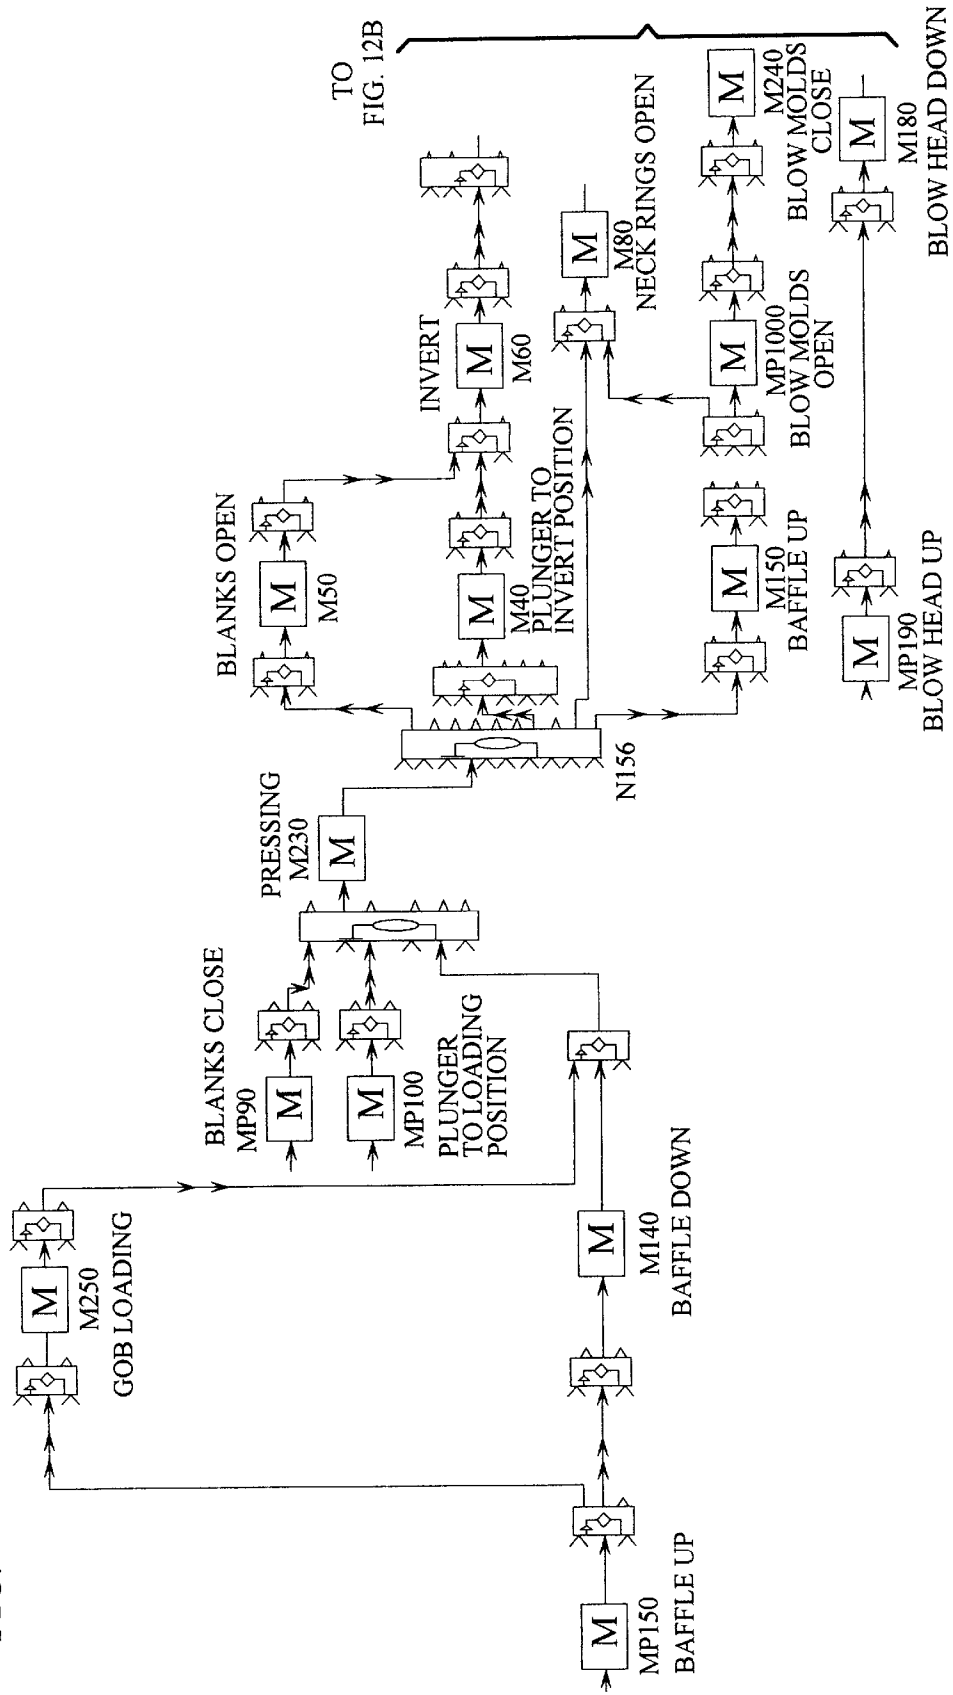 TO
FIG. 12B
BLANKS OPEN
M
M50
INVERT
M
M60
M
M40
PLUNGER TO
INVERT POSITION
M
M80
NECK RINGS OPEN
M
M240
BLOW MOLDS
CLOSE
M
MP1000
BLOW MOLDS
OPEN
M
M150
BAFFLE UP
M
M180
BLOW HEAD DOWN
M
MP190
BLOW HEAD UP
N156
PRESSING
M230
M
BLANKS CLOSE
MP90
M
M
MP100
PLUNGER
TO LOADING
POSITION
M
M250
GOB LOADING
M
M140
BAFFLE DOWN
M
MP150
BAFFLE UP